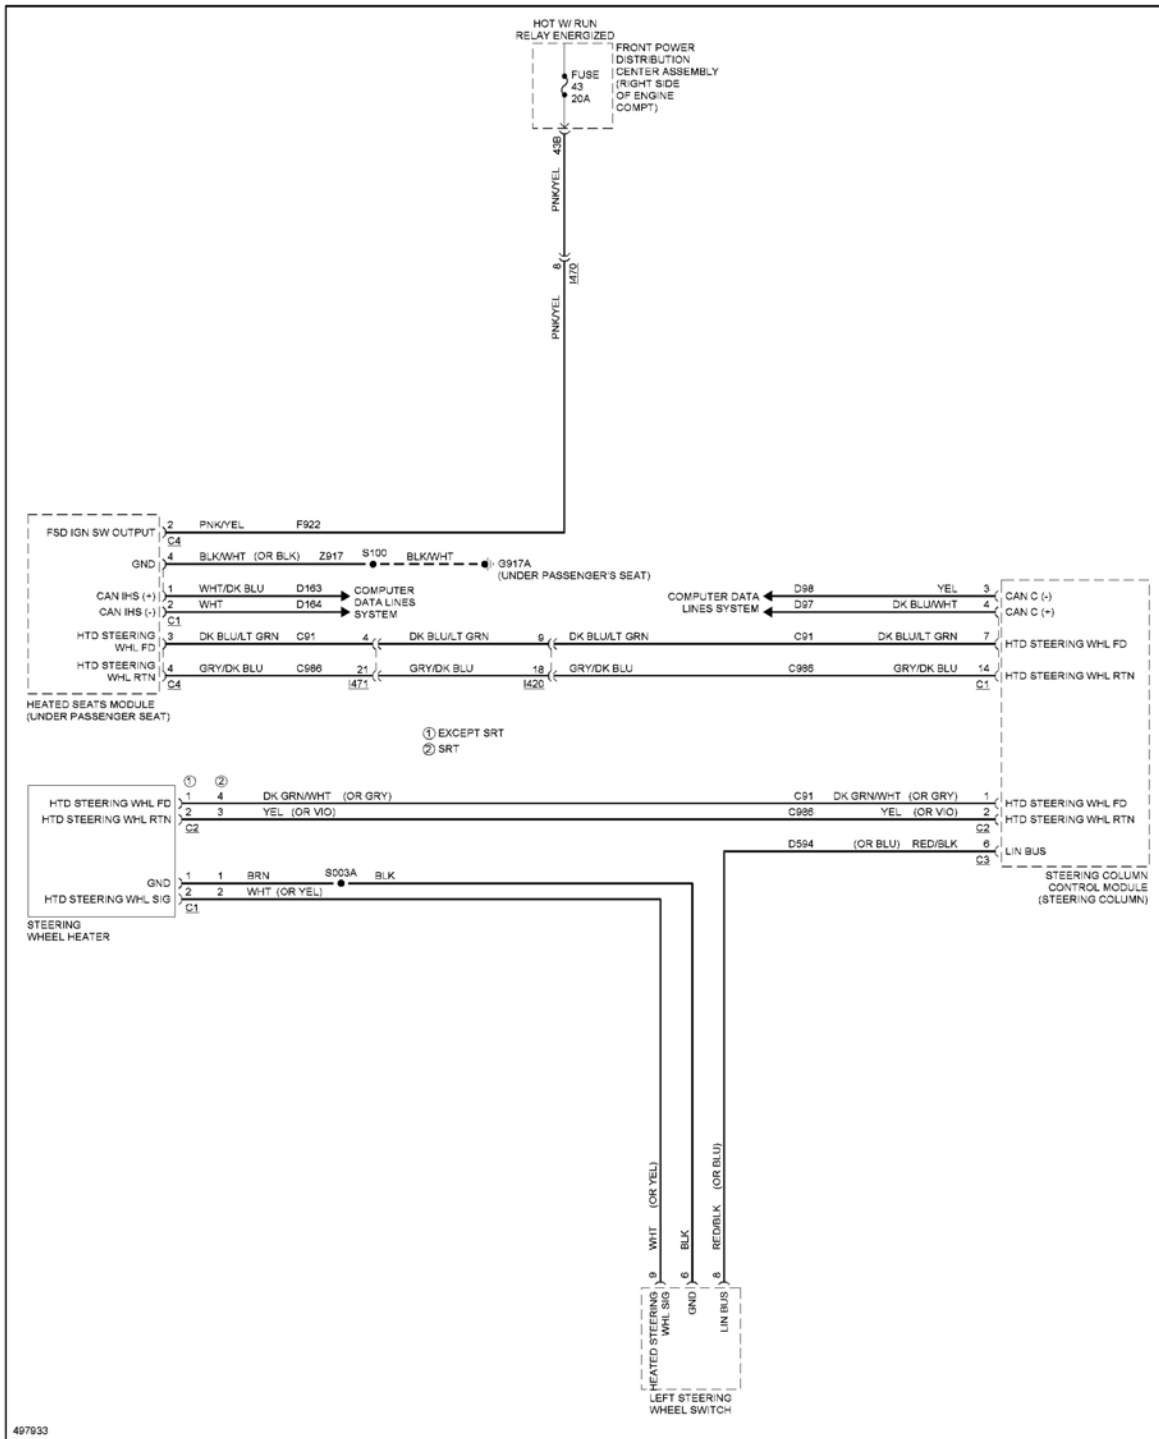 HOT W/ RUN
RELAY ENERGIZED
FUSE
43
20A
FRONT POWER
DISTRIBUTION
CENTER ASSEMBLY
(RIGHT SIDE
OF ENGINE
COMPT)
43B
PNK/YEL
8
I470
PNK/YEL
FSD IGN SW OUTPUT
2 PNK/YEL F922
C4
GND
4 BLK/WHT (OR BLK) Z917 S100 BLK/WHT G917A
(UNDER PASSENGER'S SEAT)
CAN IHS (+)
1 WHT/DK BLU D163
CAN IHS (-)
2 WHT D164
C1
COMPUTER
DATA LINES
SYSTEM
COMPUTER DATA
LINES SYSTEM
D98 YEL 3 CAN C (-)
D97 DK BLU/WHT 4 CAN C (+)
HTD STEERING
WHL FD
3 DK BLU/LT GRN C91 4 DK BLU/LT GRN 9 DK BLU/LT GRN C91 DK BLU/LT GRN 7 HTD STEERING WHL FD
HTD STEERING
WHL RTN
4 GRY/DK BLU C986 21 GRY/DK BLU 18 GRY/DK BLU C986 GRY/DK BLU 14 HTD STEERING WHL RTN
C4 I471 I420 C1
HEATED SEATS MODULE
(UNDER PASSENGER SEAT)
1 EXCEPT SRT
2 SRT
1 2
HTD STEERING WHL FD 1 4 DK GRN/WHT (OR GRY) C91 DK GRN/WHT (OR GRY) 1 HTD STEERING WHL FD
HTD STEERING WHL RTN 2 3 YEL (OR VIO) C986 YEL (OR VIO) 2 HTD STEERING WHL RTN
C2 C2
D594 (OR BLU) RED/BLK 6 LIN BUS
C3
STEERING COLUMN
CONTROL MODULE
(STEERING COLUMN)
GND 1 1 BRN S003A BLK
HTD STEERING WHL SIG 2 2 WHT (OR YEL)
C1
STEERING
WHEEL HEATER
WHT (OR YEL)
BLK
RED/BLK (OR BLU)
9
6
8
HEATED STEERING
WHL SIG
GND
LIN BUS
LEFT STEERING
WHEEL SWITCH
497933